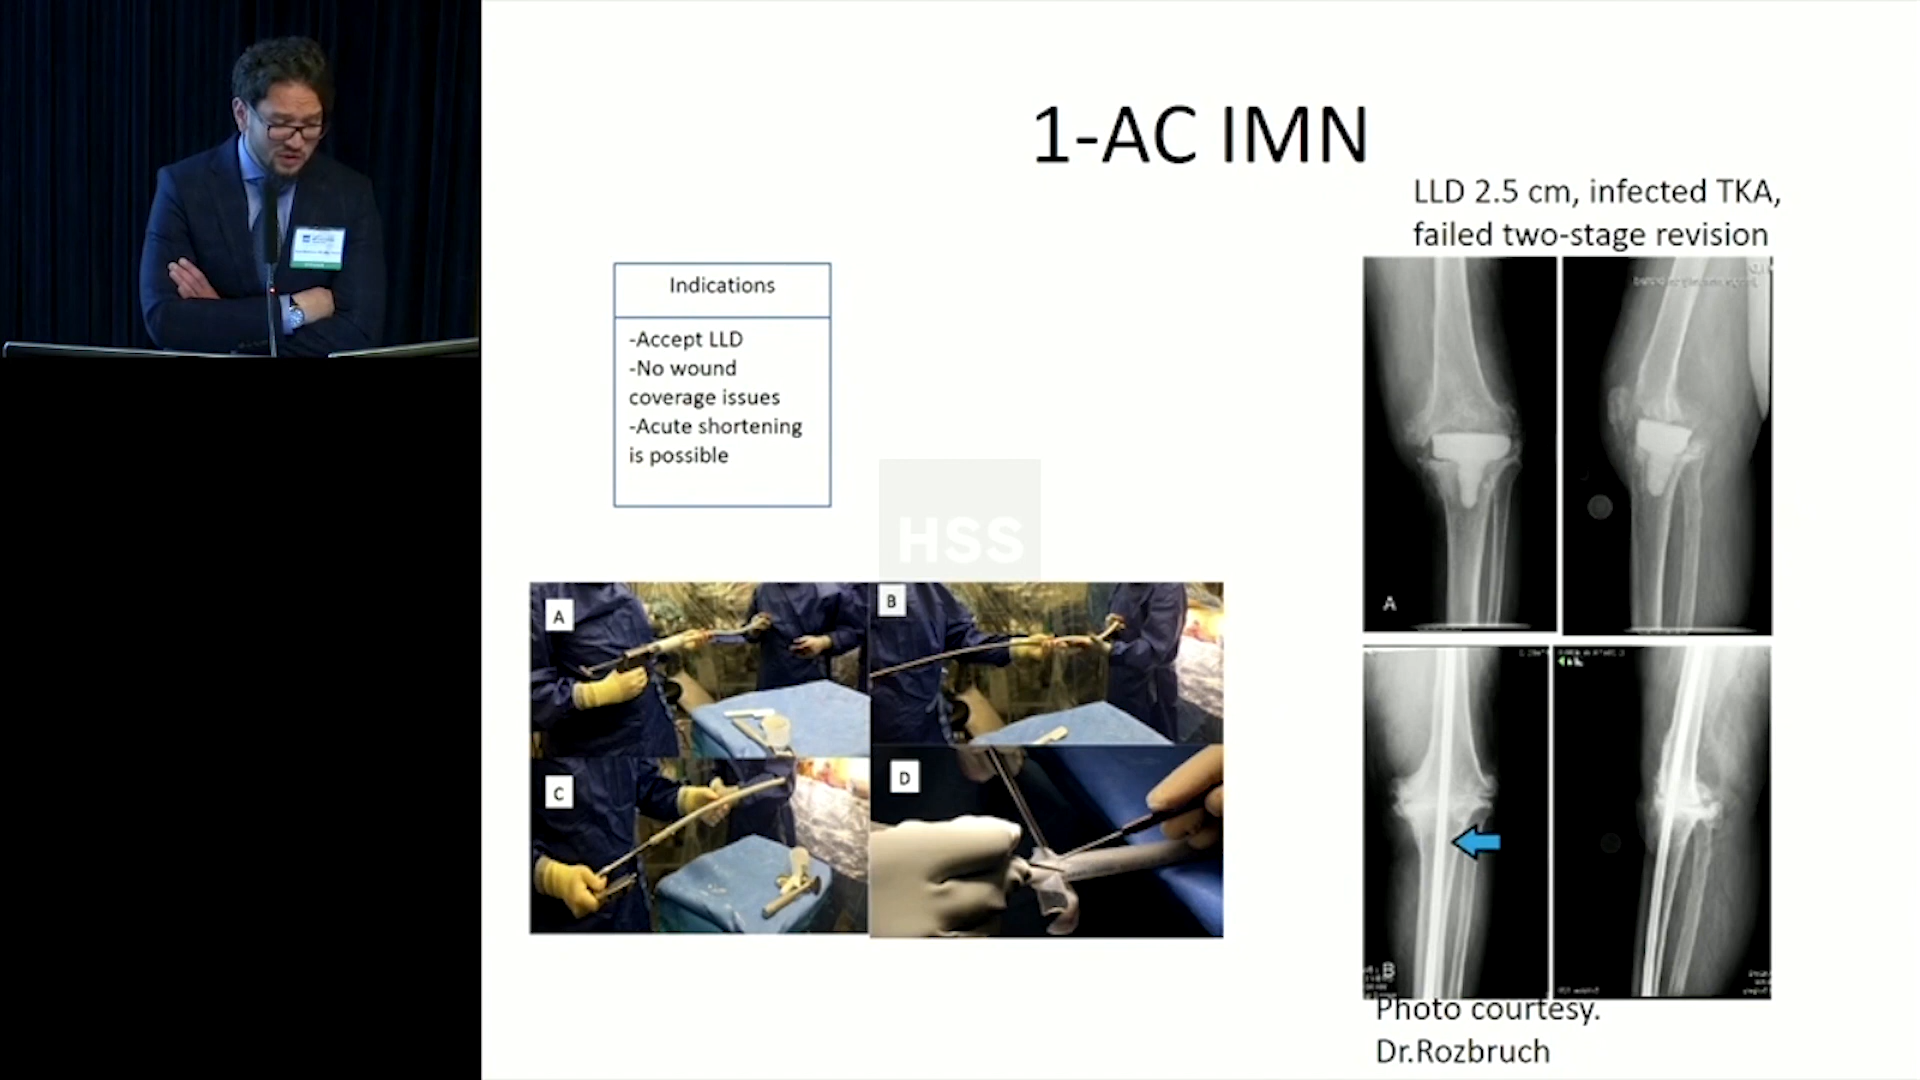 1-AC IMN
LLD 2.5 cm, infected TKA,
failed two-stage revision
Indications
-Accept LLD
-No wound
coverage issues
-Acute shortening
is possible
HSS
A
B
C
D
A
B
Photo courtesy.
Dr.Rozbruch